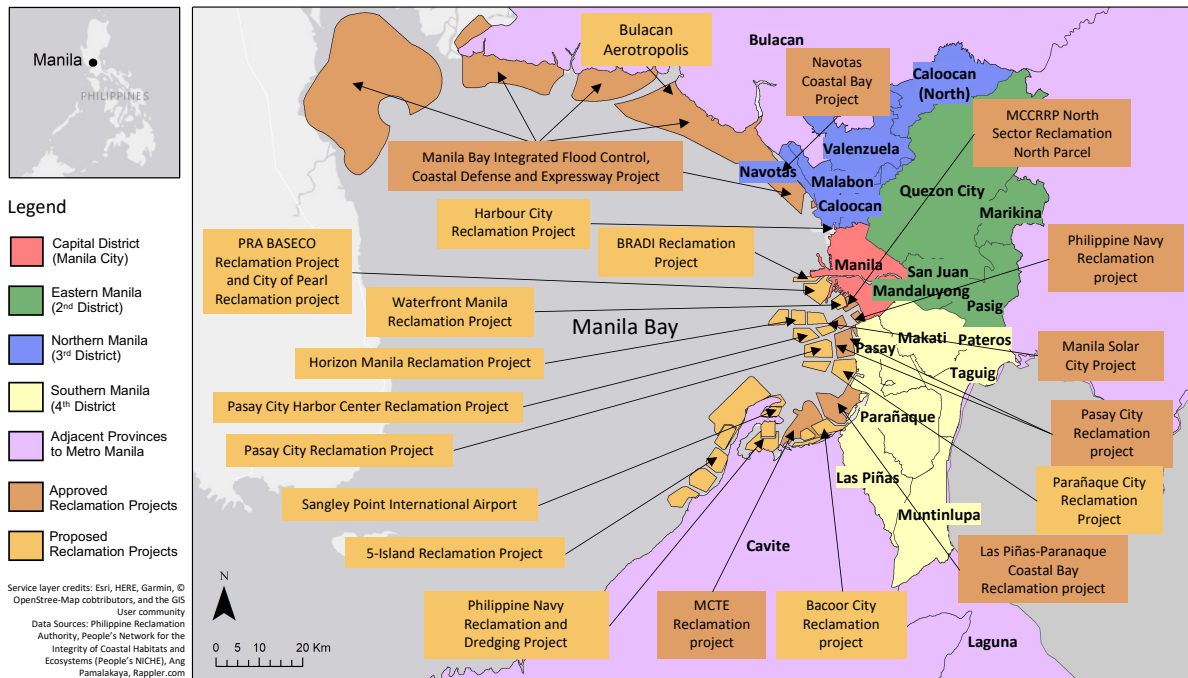 Manila
PHILIPPINES
Legend
Capital District
(Manila City)
Eastern Manila
(2nd District)
Northern Manila
(3rd District)
Southern Manila
(4th District)
Adjacent Provinces
to Metro Manila
Approved
Reclamation Projects
Proposed
Reclamation Projects
Service layer credits: Esri, HERE, Garmin, ©
OpenStree-Map cobtributors, and the GIS
User community
Data Sources: Philippine Reclamation
Authority, People's Network for the
Integrity of Coastal Habitats and
Ecosystems (People's NICHE), Ang
Pamalakaya, Rappler.com
Bulacan
Aerotropolis
Bulacan
Navotas
Coastal Bay
Project
Caloocan
(North)
MCCRRP North
Sector Reclamation
North Parcel
Manila Bay Integrated Flood Control,
Coastal Defense and Expressway Project
Valenzuela
Navotas
Malabon
Caloocan
Quezon City
Marikina
Harbour City
Reclamation Project
PRA BASECO
Reclamation Project
and City of Pearl
Reclamation project
BRADI Reclamation
Project
Philippine Navy
Reclamation
project
Manila
San Juan
Mandaluyong
Pasig
Waterfront Manila
Reclamation Project
Manila Bay
Makati
Pateros
Pasay
Taguig
Manila Solar
City Project
Horizon Manila Reclamation Project
Pasay City Harbor Center Reclamation Project
Parañaque
Pasay City
Reclamation
project
Pasay City Reclamation Project
Las Piñas
Parañaque City
Reclamation
Project
Sangley Point International Airport
Muntinlupa
5-Island Reclamation Project
Cavite
Las Piñas-Paranaque
Coastal Bay
Reclamation project
Philippine Navy
Reclamation and
Dredging Project
MCTE
Reclamation
project
Bacoor City
Reclamation
project
Laguna
N
0 5 10 20 Km